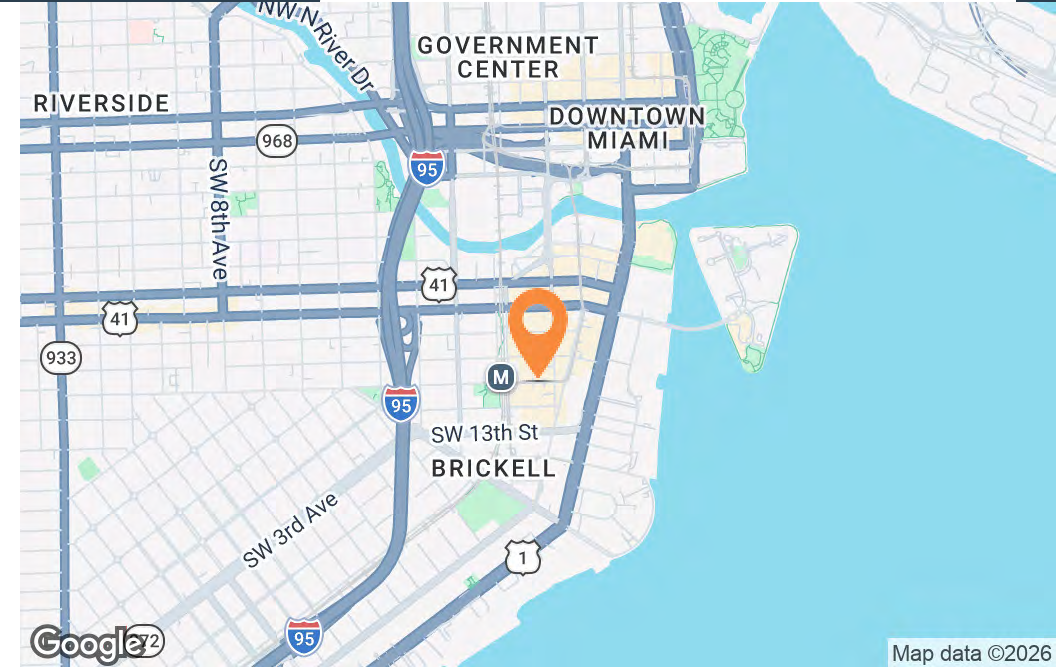 NW N River Dr
GOVERNMENT
CENTER
RIVERSIDE
DOWNTOWN
MIAMI
968
95
SW 8th Ave
41
41
933
M
95
SW 13th St
BRICKELL
SW 3rd Ave
1
95
Google
Map data ©2026